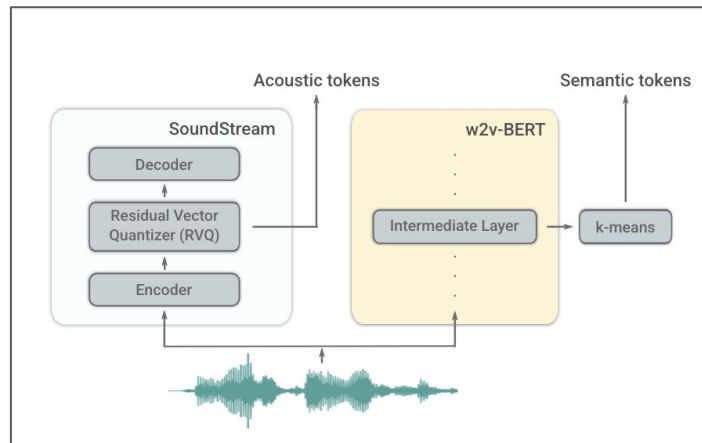 Acoustic tokens
Semantic tokens
SoundStream
w2v-BERT
Decoder
Residual Vector
Quantizer (RVQ)
Intermediate Layer
k-means
Encoder